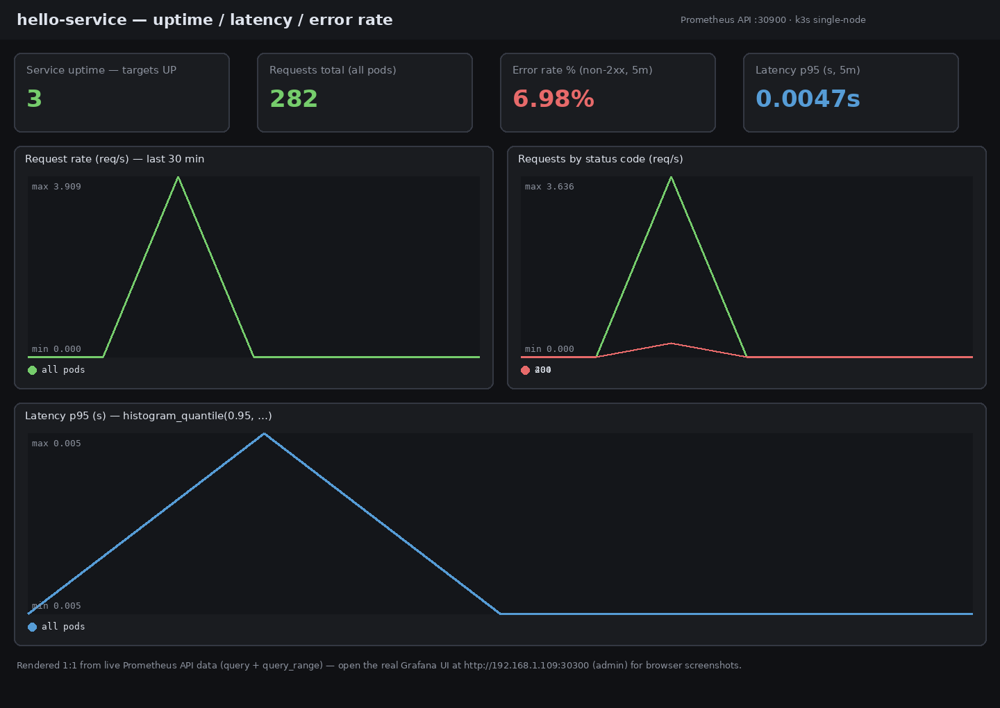 hello-service — uptime / latency / error rate
Prometheus API :30900 · k3s single-node
Service uptime — targets UP
3
Requests total (all pods)
282
Error rate % (non-2xx, 5m)
6.98%
Latency p95 (s, 5m)
0.0047s
Request rate (req/s) — last 30 min
max 3.909
min 0.000
all pods
Requests by status code (req/s)
max 3.636
min 0.000
Latency p95 (s) — histogram_quantile(0.95, ...)
max 0.005
min 0.005
all pods
Rendered 1:1 from live Prometheus API data (query + query_range) — open the real Grafana UI at http://192.168.1.109:30300 (admin) for browser screenshots.